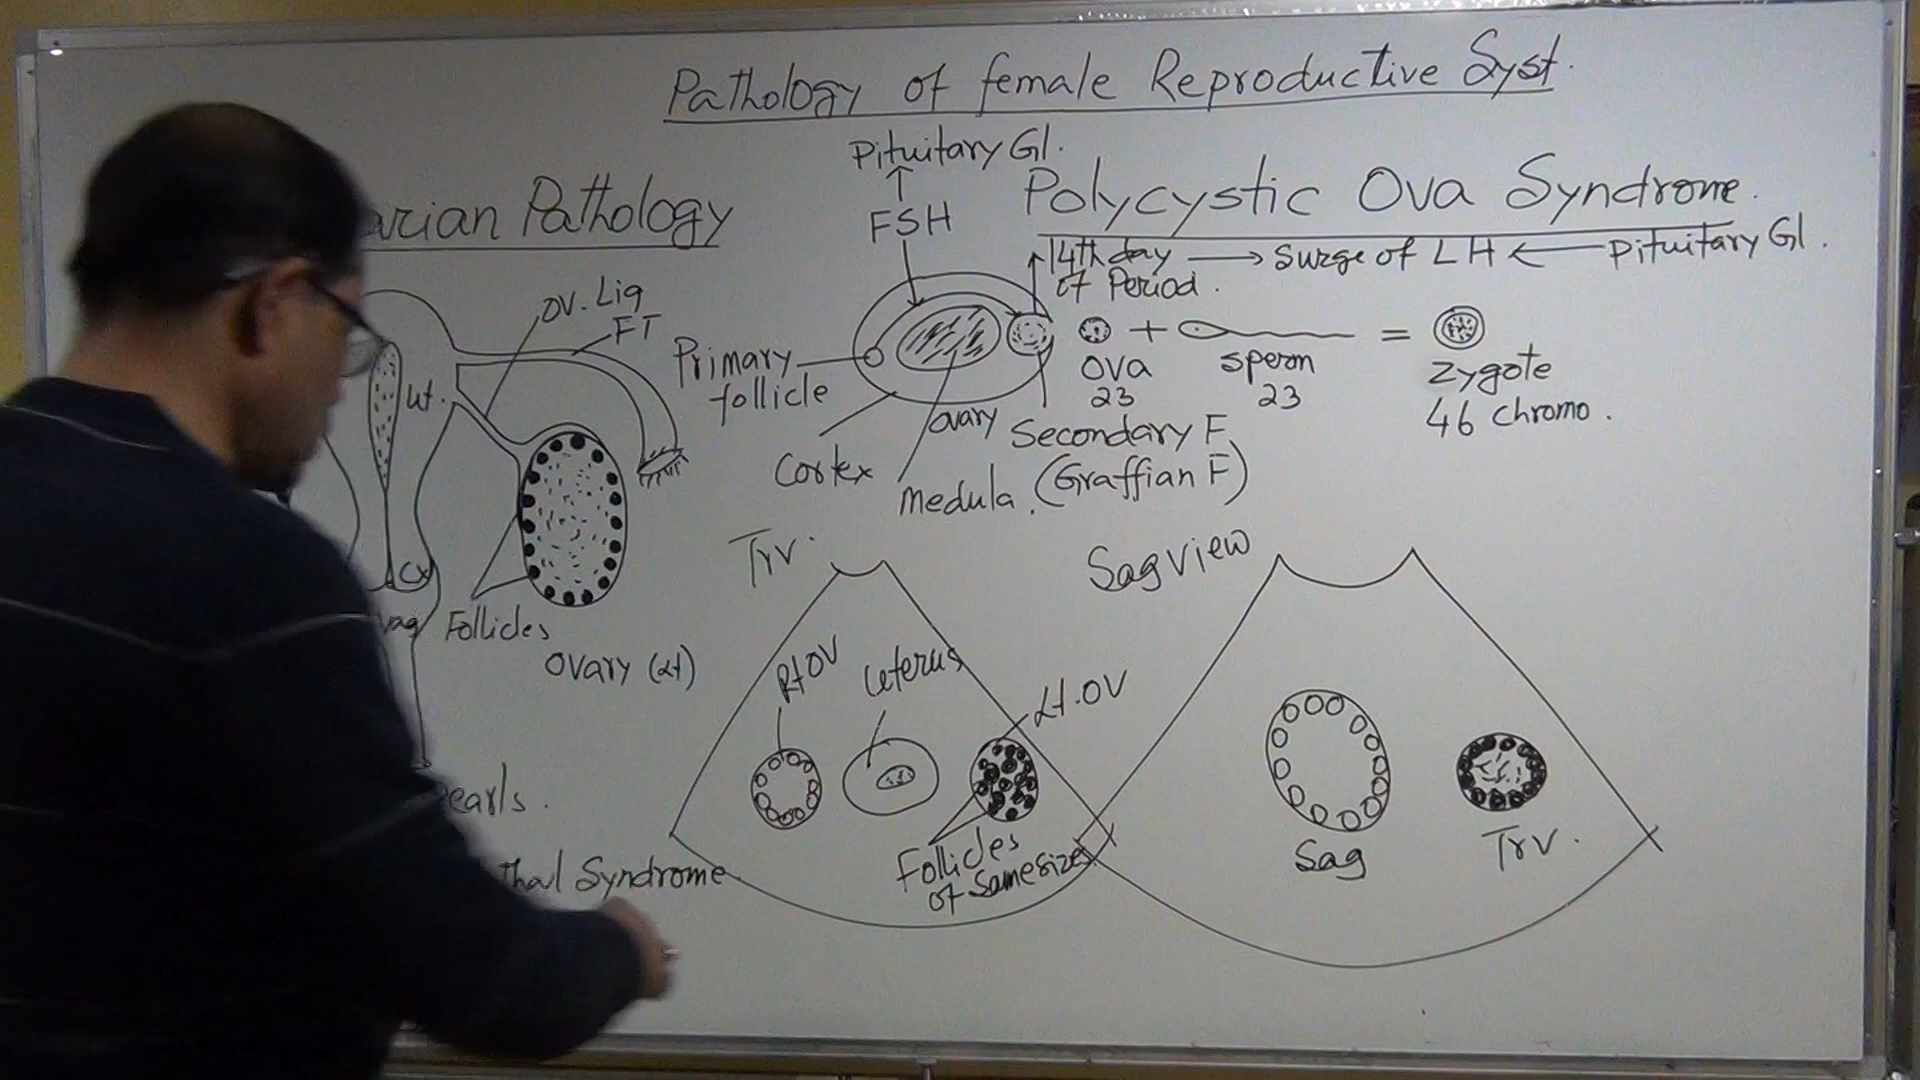 Pathology of female Reproductive Syst.
Pathology
Pituitary Gl.
FSH
Polycystic Ova Syndrome.
14th day → Surge of LH ← Pituitary Gl.
of Period.
OV. Lig
FT
Ut.
Cx
Follicles
Ovary (Lt)
Primary
follicle
Cortex
Medula.
Ovary
Secondary F
(Graffian F)
Ova + Sperm = Zygote
23 23 46 Chromo.
Trv.
Rt OV
Uterus
Lt. OV
Follicles
of Same size
Sag View
Sag
Trv.
Syndrome